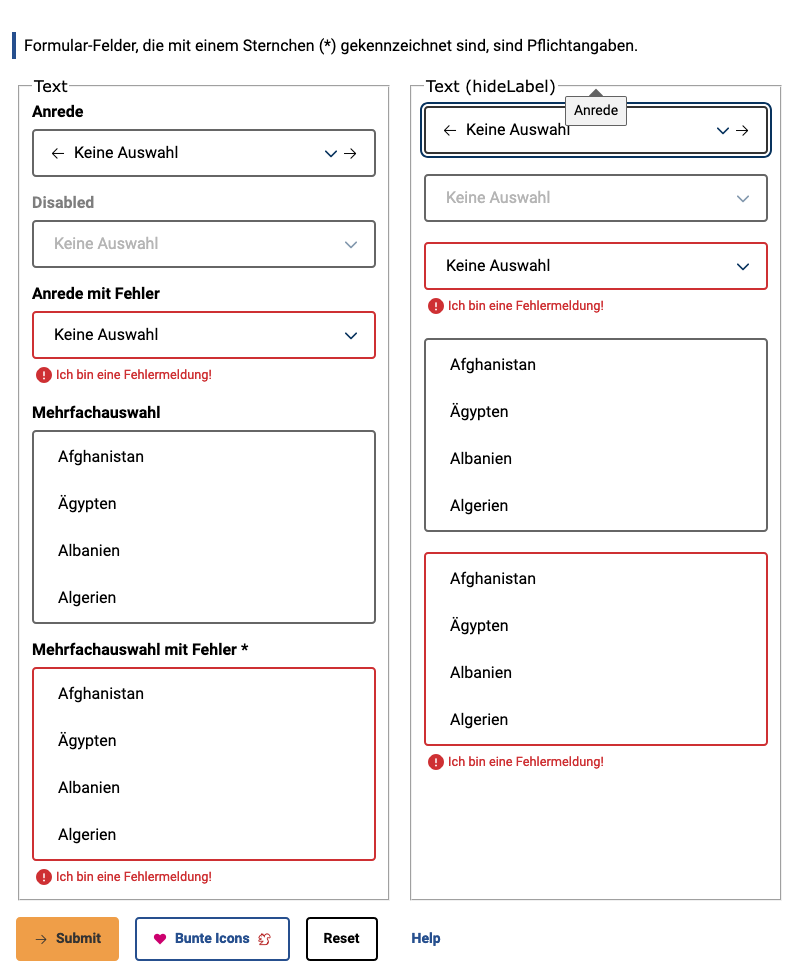 Formular-Felder, die mit einem Sternchen (*) gekennzeichnet sind, sind Pflichtangaben.
Text
Anrede
Keine Auswahl
Disabled
Keine Auswahl
Anrede mit Fehler
Keine Auswahl
Ich bin eine Fehlermeldung!
Mehrfachauswahl
Afghanistan
Ägypten
Albanien
Algerien
Mehrfachauswahl mit Fehler *
Afghanistan
Ägypten
Albanien
Algerien
Ich bin eine Fehlermeldung!
Text (hideLabel)
Anrede
Keine Auswahl
Keine Auswahl
Keine Auswahl
Ich bin eine Fehlermeldung!
Afghanistan
Ägypten
Albanien
Algerien
Afghanistan
Ägypten
Albanien
Algerien
Ich bin eine Fehlermeldung!
Submit
Bunte Icons
Reset
Help